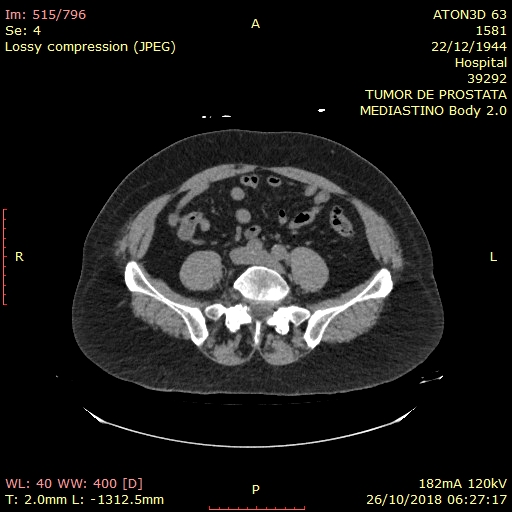 Im: 515/796
Se: 4
Lossy compression (JPEG)
A
ATON3D 63
1581
22/12/1944
Hospital
39292
TUMOR DE PROSTATA
MEDIASTINO Body 2.0
R
L
WL: 40 WW: 400 [D]
T: 2.0mm L: -1312.5mm
P
182mA 120kV
26/10/2018 06:27:17